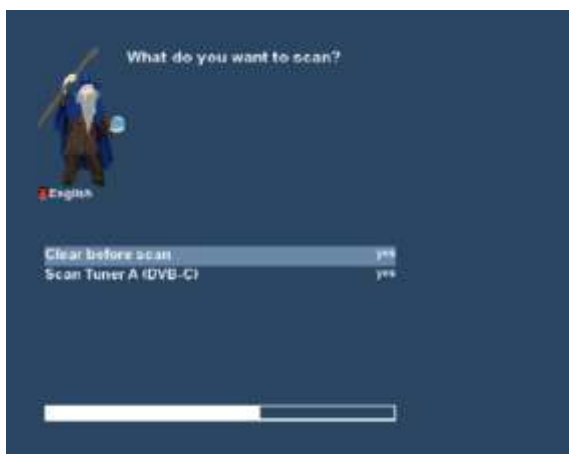 What do you want to scan?
English
Clear before scan yes
Scan Tuner A (DVB-C) yes